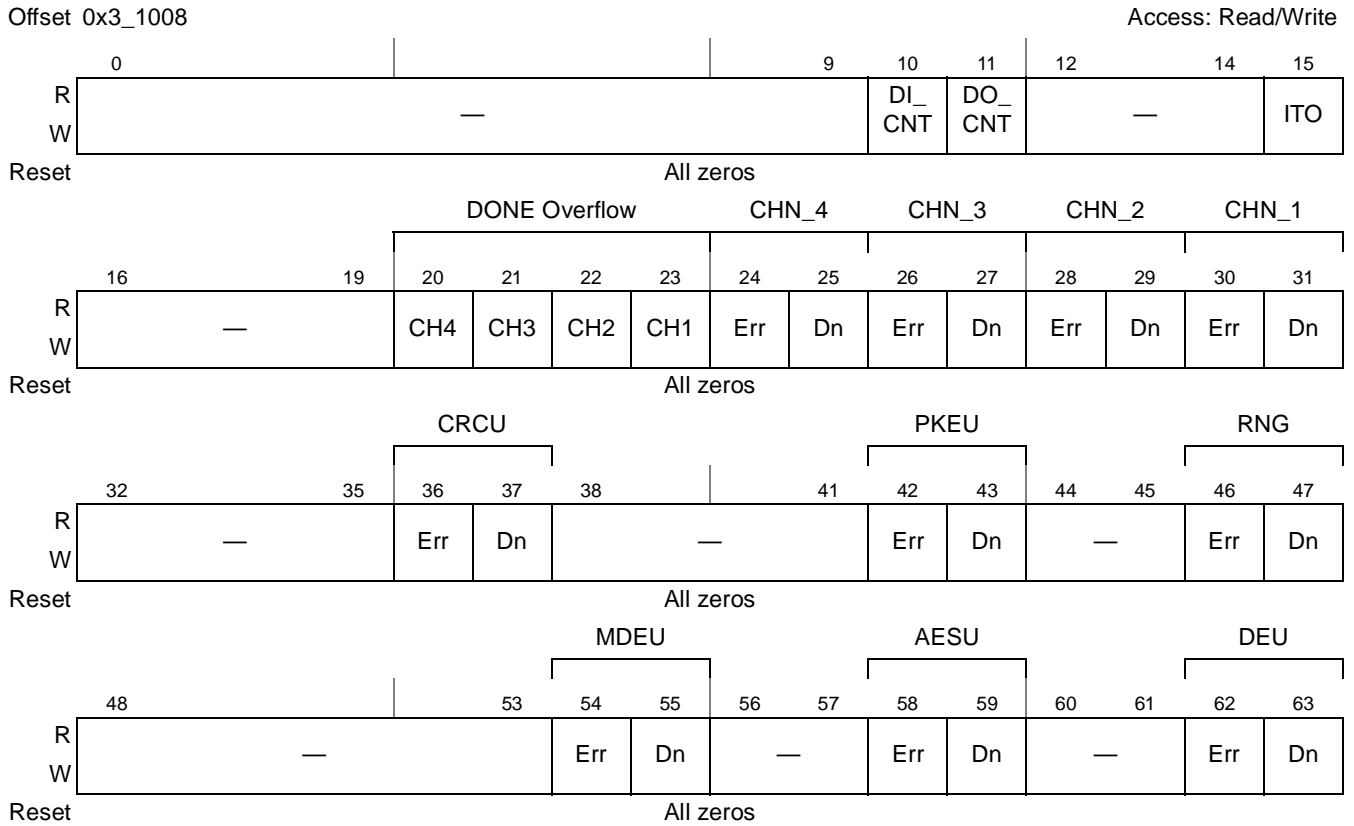 Offset 0x3_1008 Access: Read/Write
0 9 10 11 12 14 15
R
W
— DI_ DO_ — ITO
CNT CNT
Reset All zeros
DONE Overflow CHN_4 CHN_3 CHN_2 CHN_1
16 19 20 21 22 23 24 25 26 27 28 29 30 31
R
W
— CH4 CH3 CH2 CH1 Err Dn Err Dn Err Dn Err Dn
Reset All zeros
CRCU PKEU RNG
32 35 36 37 38 41 42 43 44 45 46 47
R
W
— Err Dn — Err Dn — Err Dn
Reset All zeros
MDEU AESU DEU
48 53 54 55 56 57 58 59 60 61 62 63
R
W
— Err Dn — Err Dn — Err Dn
Reset All zeros